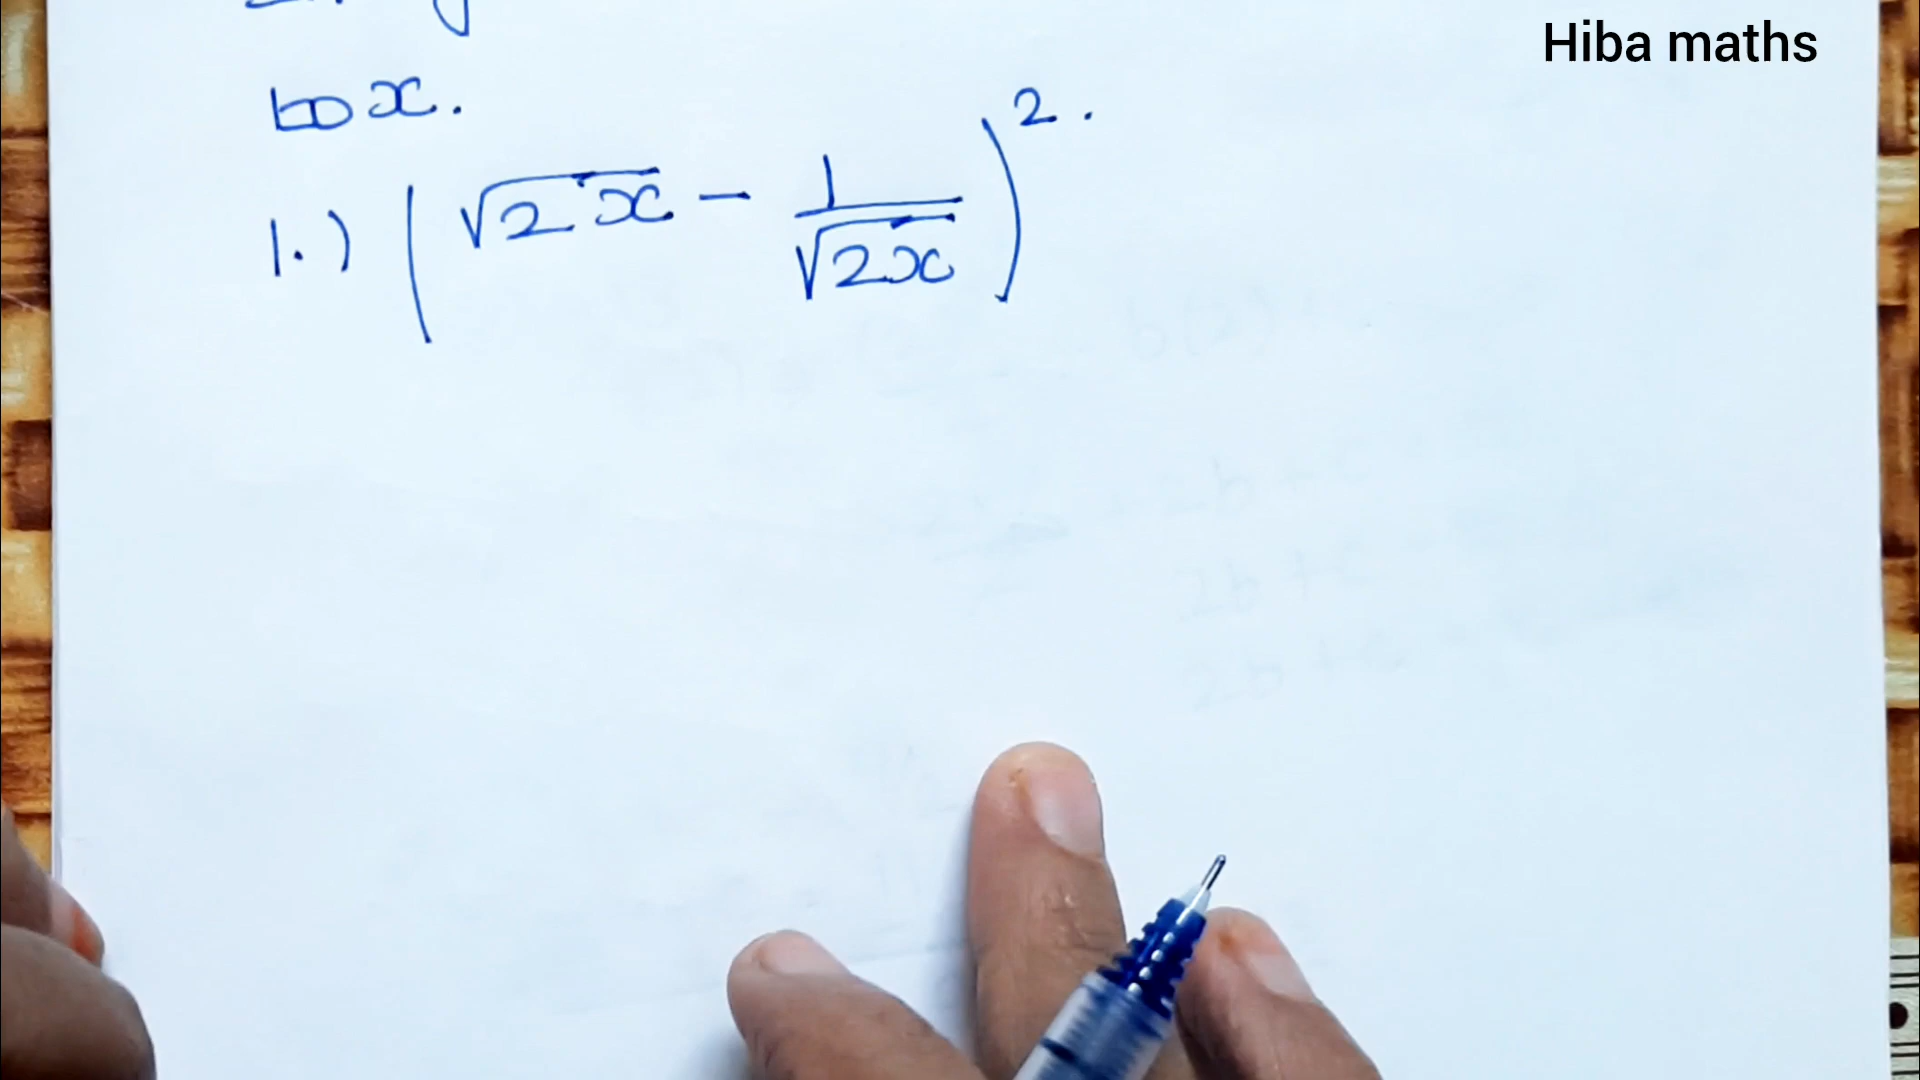 Hiba maths
to x.
1.) (√2x - 1/√2x)².